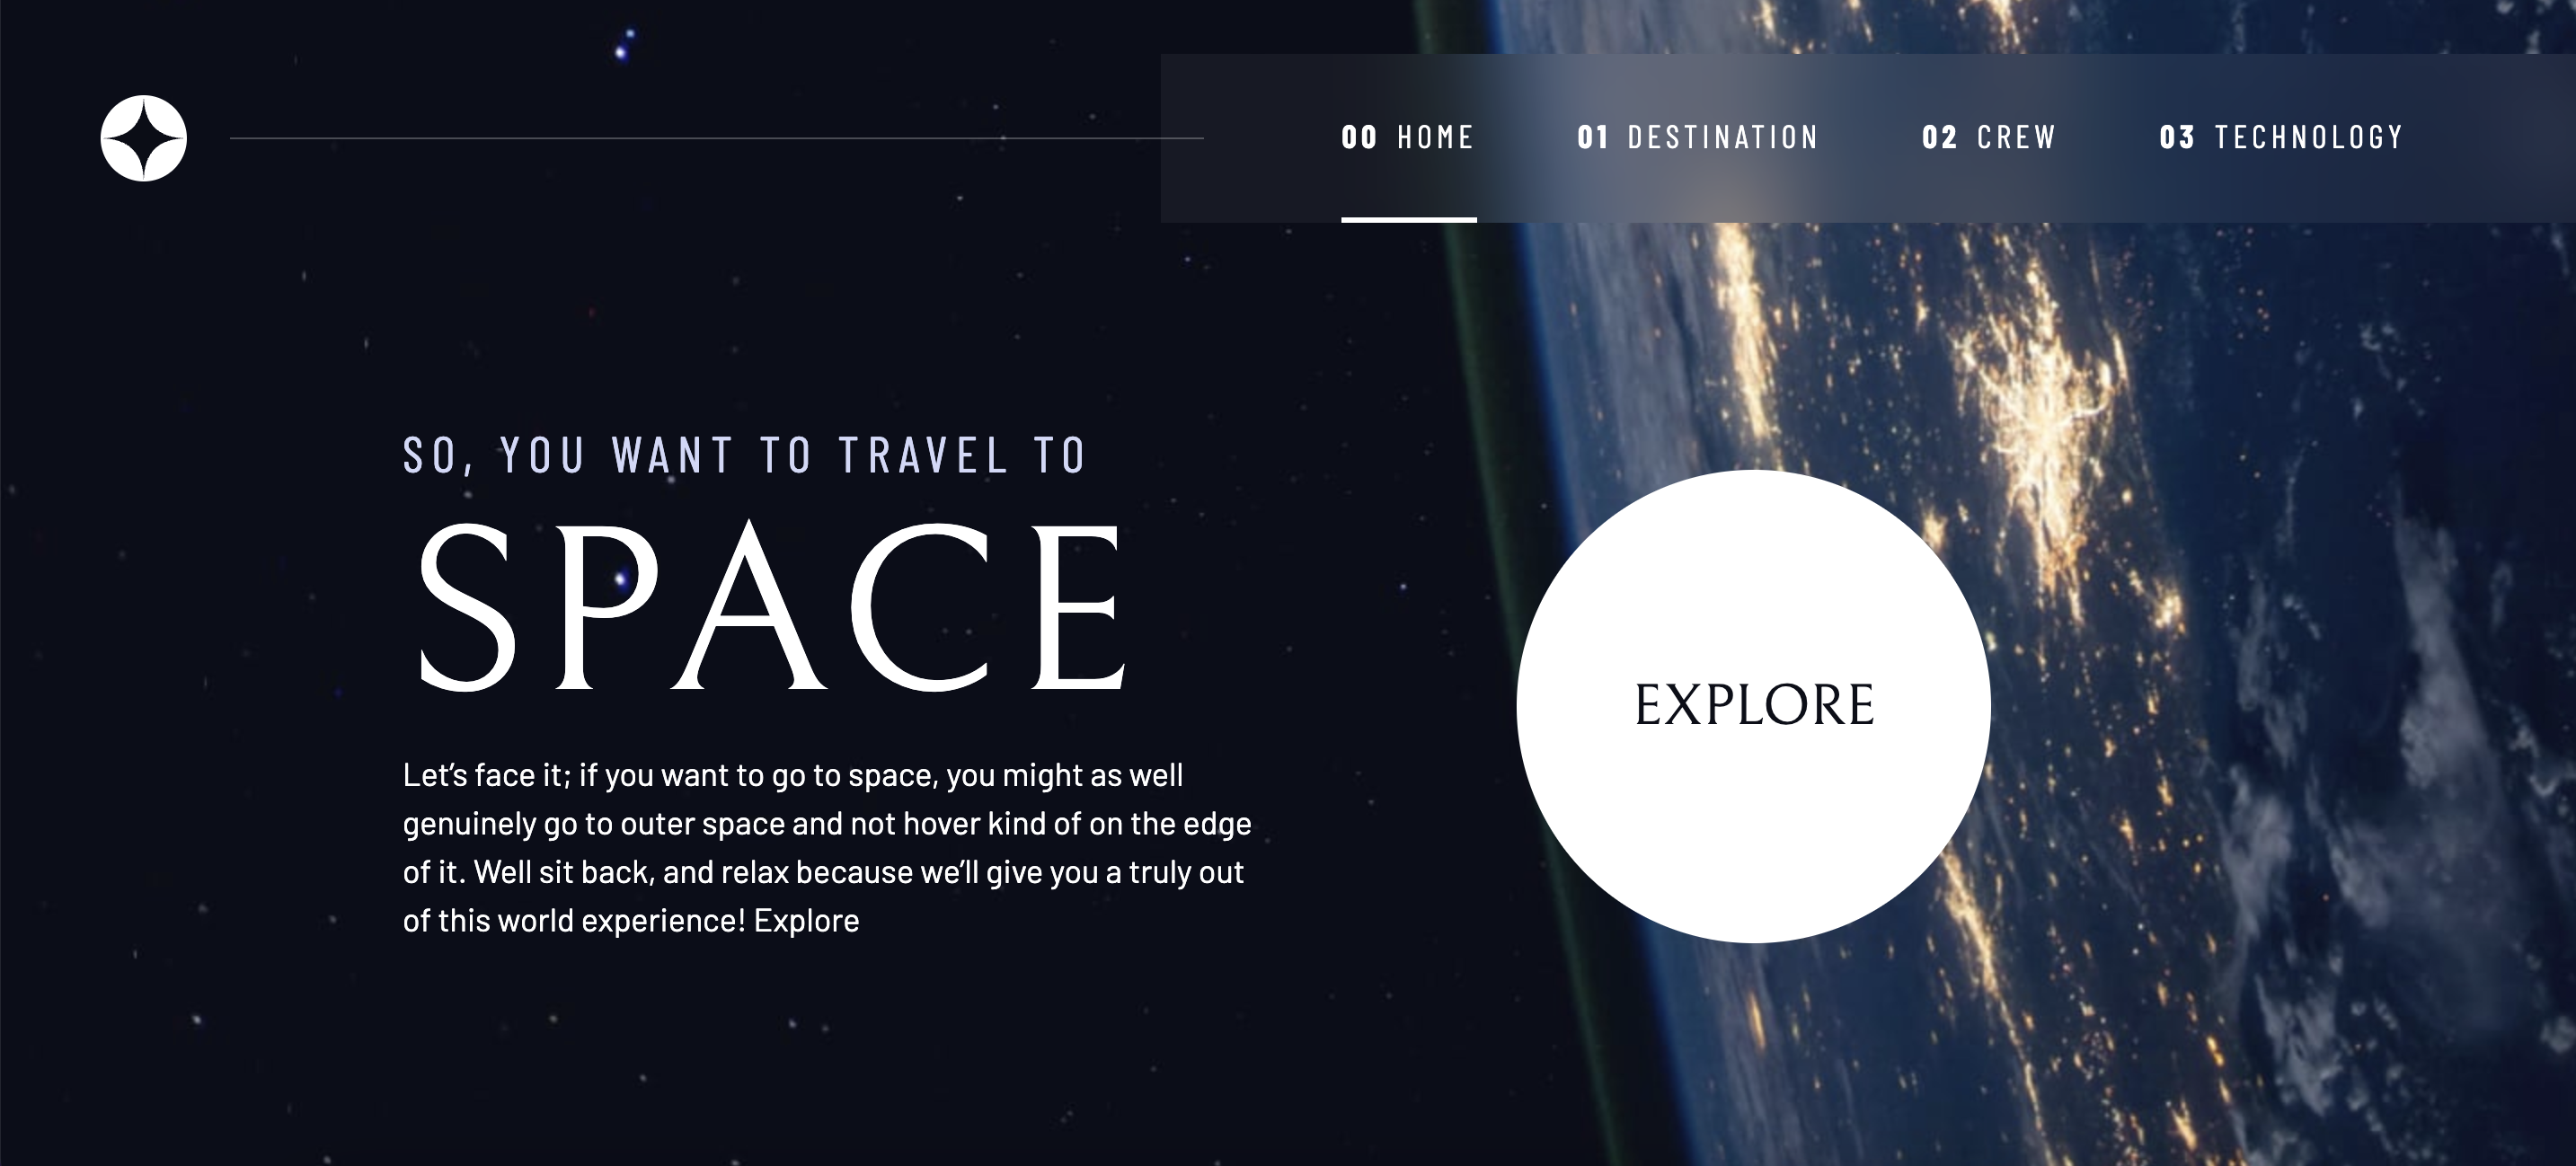 00 HOME 01 DESTINATION 02 CREW 03 TECHNOLOGY
SO, YOU WANT TO TRAVEL TO
SPACE
Let’s face it; if you want to go to space, you might as well
genuinely go to outer space and not hover kind of on the edge
of it. Well sit back, and relax because we’ll give you a truly out
of this world experience! Explore
EXPLORE